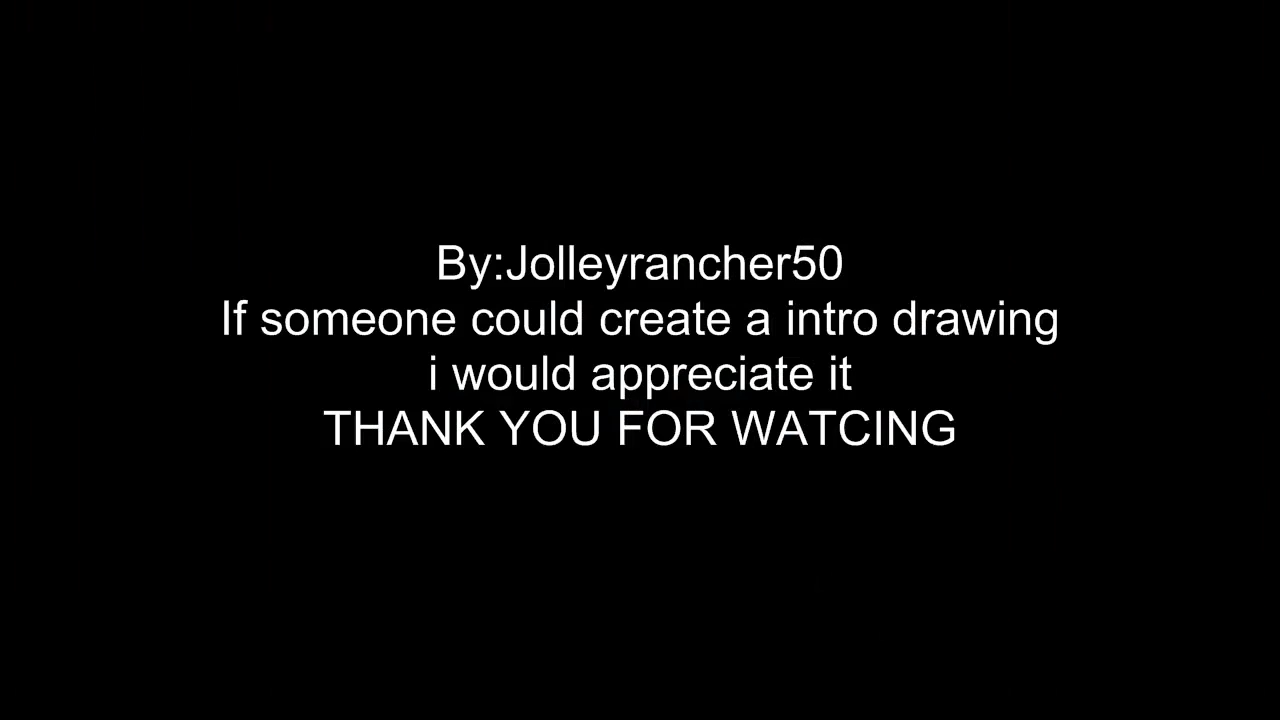 By:Jolleyrancher50
If someone could create a intro drawing
i would appreciate it
THANK YOU FOR WATCING